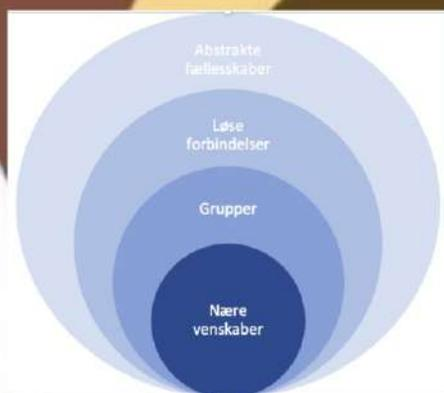 Abstrakte
fællesskaber
Løse
forbindelser
Grupper
Nære
venskaber